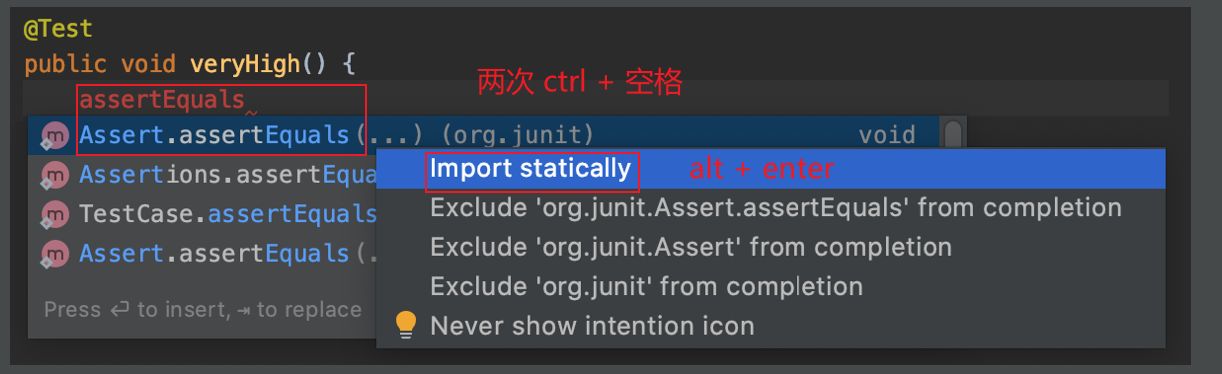 @Test
public void veryHigh() {
assertEquals
两次 ctrl + 空格
m Assert.assertEquals(...) (org.junit) void
m Assertions.assertEqua
m TestCase.assertEquals
m Assert.assertEquals(.
Press ↵ to insert, ⇥ to replace
Import statically
alt + enter
Exclude 'org.junit.Assert.assertEquals' from completion
Exclude 'org.junit.Assert' from completion
Exclude 'org.junit' from completion
Never show intention icon